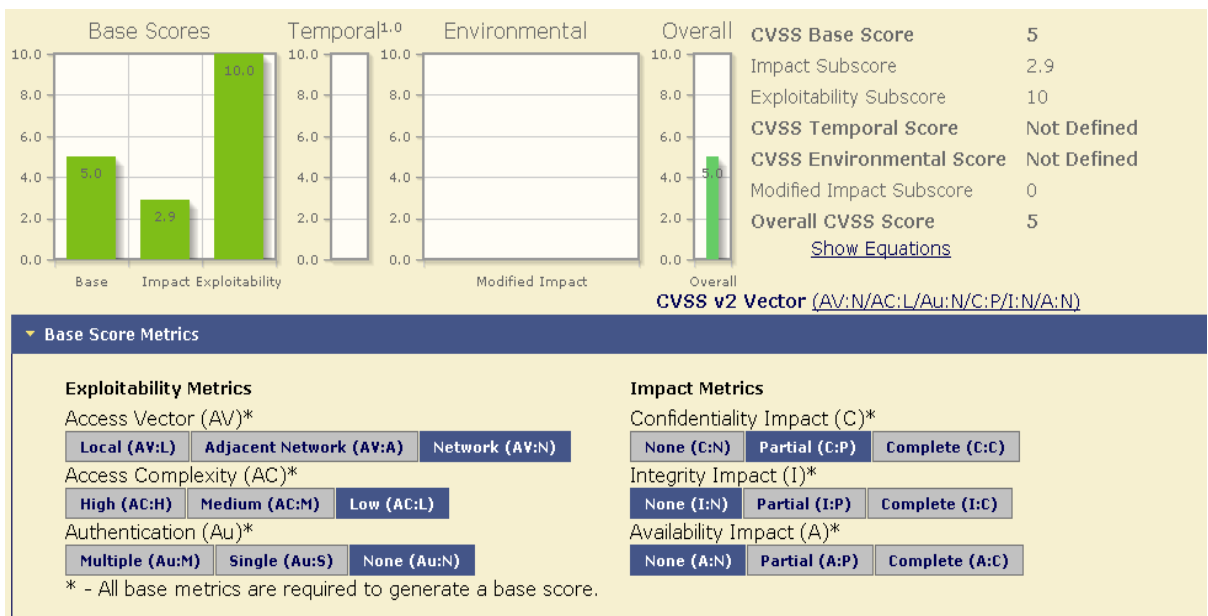 Base Scores
10.0
8.0
6.0
4.0
2.0
0.0
5.0
2.9
10.0
Base
Impact
Exploitability
Temporal1.0
10.0
8.0
6.0
4.0
2.0
0.0
Environmental
10.0
8.0
6.0
4.0
2.0
0.0
Modified Impact
Overall
10.0
8.0
6.0
4.0
2.0
0.0
5.0
Overall
CVSS Base Score 5
Impact Subscore 2.9
Exploitability Subscore 10
CVSS Temporal Score Not Defined
CVSS Environmental Score Not Defined
Modified Impact Subscore 0
Overall CVSS Score 5
Show Equations
CVSS v2 Vector (AV:N/AC:L/Au:N/C:P/I:N/A:N)
Base Score Metrics
Exploitability Metrics
Access Vector (AV)*
Local (AV:L) Adjacent Network (AV:A) Network (AV:N)
Access Complexity (AC)*
High (AC:H) Medium (AC:M) Low (AC:L)
Authentication (Au)*
Multiple (Au:M) Single (Au:S) None (Au:N)
* - All base metrics are required to generate a base score.
Impact Metrics
Confidentiality Impact (C)*
None (C:N) Partial (C:P) Complete (C:C)
Integrity Impact (I)*
None (I:N) Partial (I:P) Complete (I:C)
Availability Impact (A)*
None (A:N) Partial (A:P) Complete (A:C)